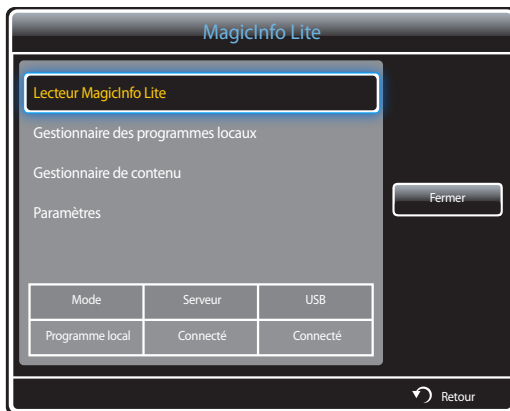 MagicInfo Lite
Lecteur MagicInfo Lite
Gestionnaire des programmes locaux
Gestionnaire de contenu
Paramètres
Fermer
Mode Serveur USB
Programme local Connecté Connecté
Retour